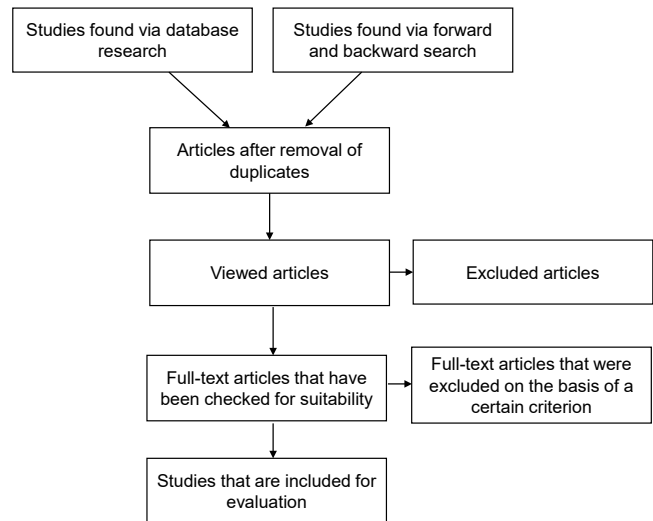 Studies found via database
research
Studies found via forward
and backward search
Articles after removal of
duplicates
Viewed articles
Excluded articles
Full-text articles that have
been checked for suitability
Full-text articles that were
excluded on the basis of a
certain criterion
Studies that are included for
evaluation